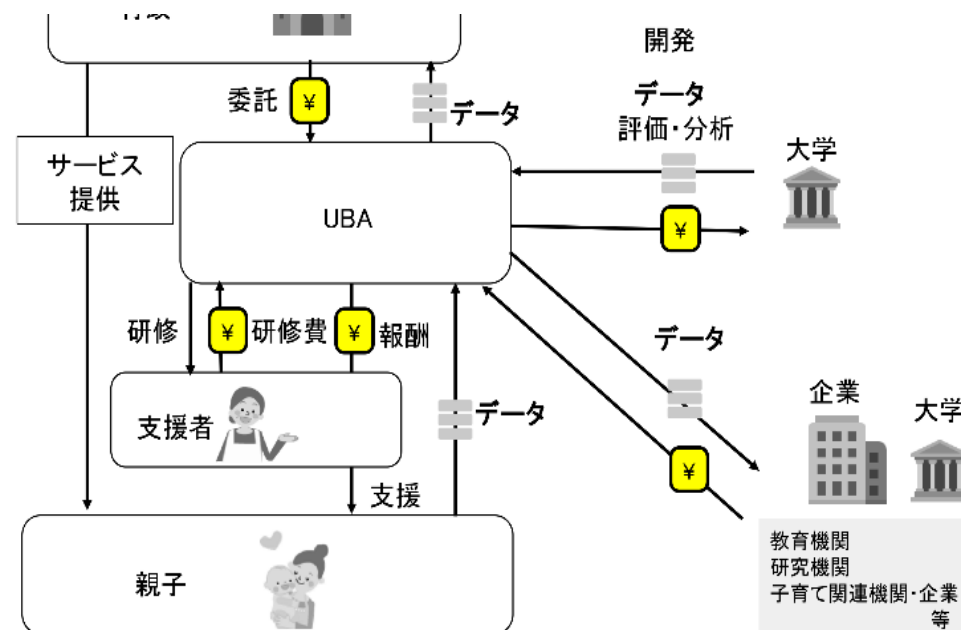 開発
委託
¥
データ
データ
評価・分析
サービス
提供
大学
UBA
¥
研修
¥
研修費
¥
報酬
データ
企業
大学
支援者
データ
¥
支援
教育機関
研究機関
子育て関連機関・企業
等
親子